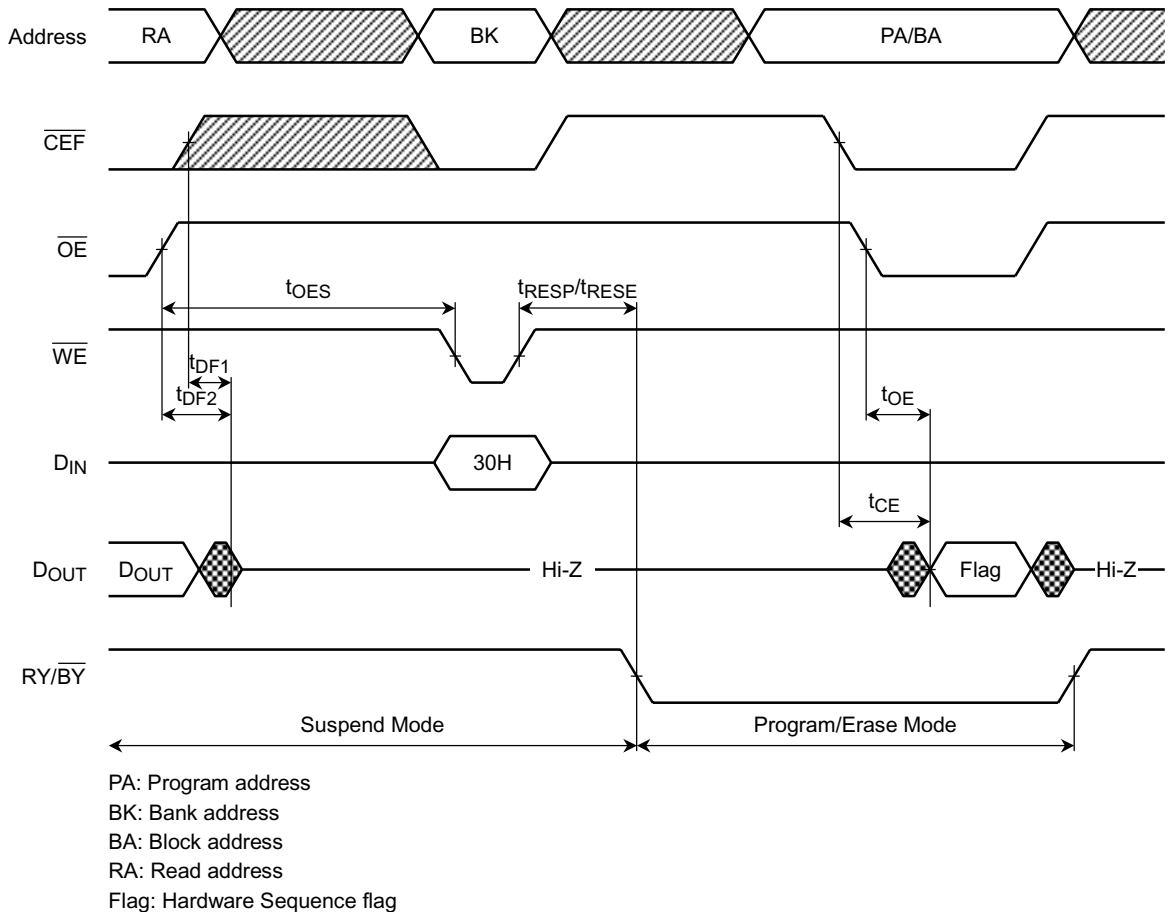 Address RA BK PA/BA
CEF
OE
tOES tRESP/tRESE
WE
tDF1
tDF2 tOE
DIN 30H
tCE
DOUT DOUT Hi-Z Flag Hi-Z
RY/BY
Suspend Mode Program/Erase Mode
PA: Program address
BK: Bank address
BA: Block address
RA: Read address
Flag: Hardware Sequence flag